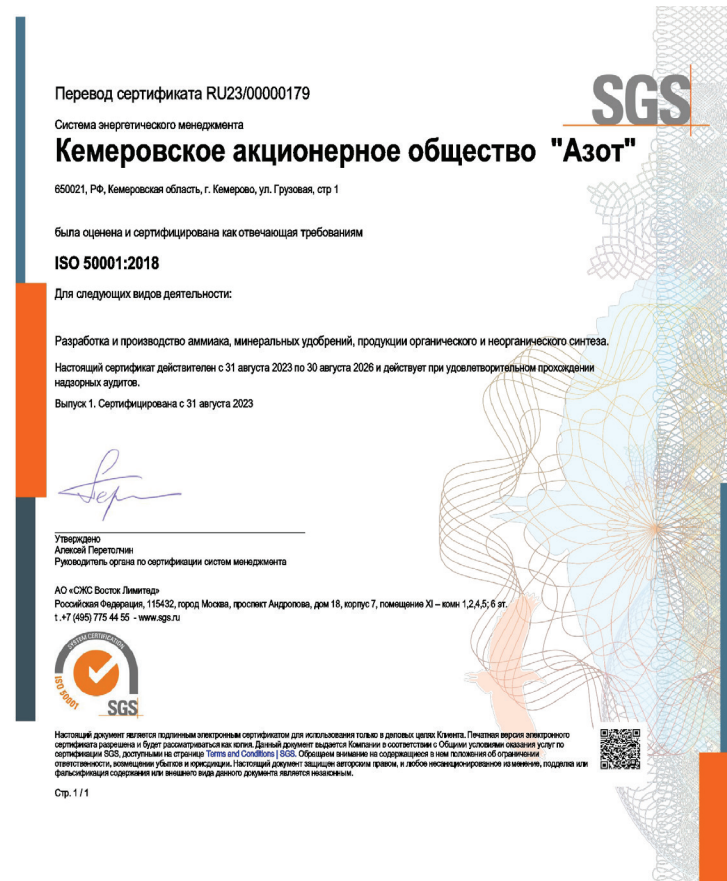 SGS
Перевод сертификата RU23/00000179
Система энергетического менеджмента
Кемеровское акционерное общество "Азот"
650021, РФ, Кемеровская область, г. Кемерово, ул. Грузовая, стр 1
была оценена и сертифицирована как отвечающая требованиям
ISO 50001:2018
Для следующих видов деятельности:
Разработка и производство аммиака, минеральных удобрений, продукции органического и неорганического синтеза.
Настоящий сертификат действителен с 31 августа 2023 по 30 августа 2026 и действует при удовлетворительном прохождении
надзорных аудитов.
Выпуск 1. Сертифицирована с 31 августа 2023
Утверждено
Алексей Перетолчин
Руководитель органа по сертификации систем менеджмента
АО «СЖС Восток Лимитед»
Российская Федерация, 115432, город Москва, проспект Андропова, дом 18, корпус 7, помещение XI – комн 1,2,4,5; 6 эт.
t .+7 (495) 775 44 55 - www.sgs.ru
SYSTEM CERTIFICATION
ISO 50001
SGS
Настоящий документ является подлинным электронным сертификатом для использования только в деловых целях Клиента. Печатная версия электронного
сертификата разрешена и будет рассматриваться как копия. Данный документ выдается Компании в соответствии с Общими условиями оказания услуг по
сертификации SGS, доступными на странице Terms and Conditions | SGS. Обращаем внимание на содержащиеся в нем положения об ограничении
ответственности, возмещении убытков и юрисдикции. Настоящий документ защищен авторским правом, и любое несанкционированное изменение, подделка или
фальсификация содержания или внешнего вида данного документа является незаконным.
Стр. 1 / 1